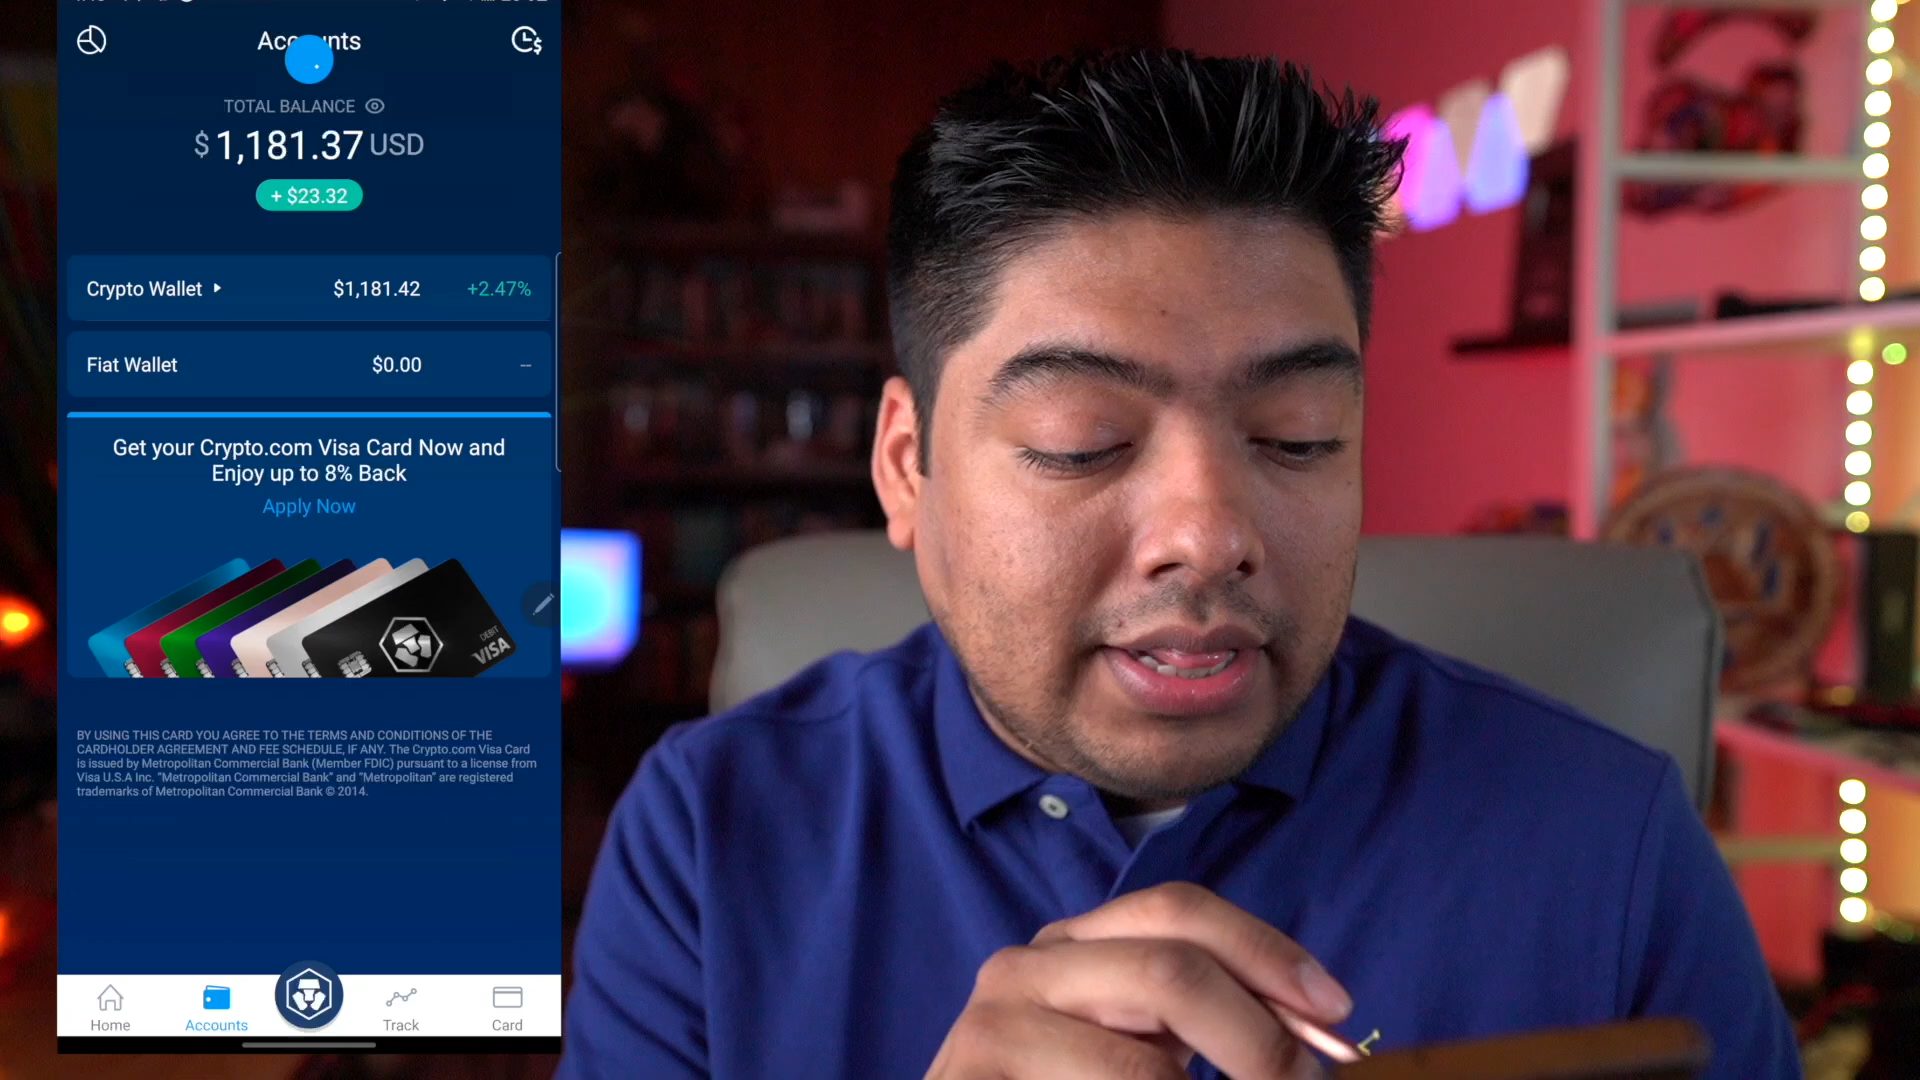 Accounts
TOTAL BALANCE
$1,181.37 USD
+ $23.32
Crypto Wallet $1,181.42 +2.47%
Fiat Wallet $0.00 --
Get your Crypto.com Visa Card Now and
Enjoy up to 8% Back
Apply Now
DEBIT
VISA
BY USING THIS CARD YOU AGREE TO THE TERMS AND CONDITIONS OF THE
CARDHOLDER AGREEMENT AND FEE SCHEDULE, IF ANY. The Crypto.com Visa Card
is issued by Metropolitan Commercial Bank (Member FDIC) pursuant to a license from
Visa U.S.A Inc. "Metropolitan Commercial Bank" and "Metropolitan" are registered
trademarks of Metropolitan Commercial Bank © 2014.
Home Accounts Track Card